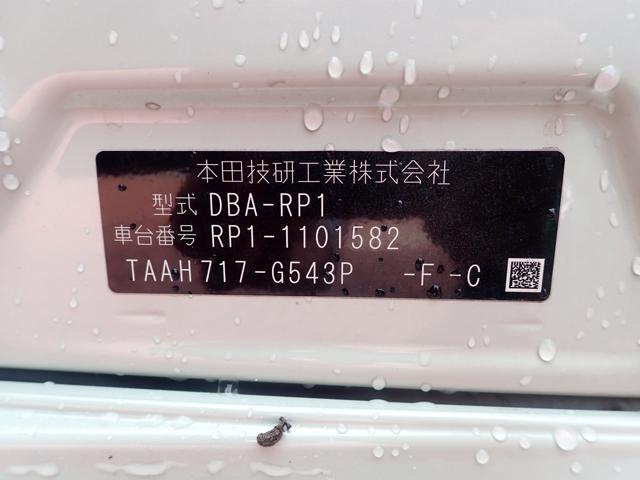 本田技研工業株式会社
型式 DBA-RP1
車台番号 RP1-1101582
TAAH717-G543P -F -C